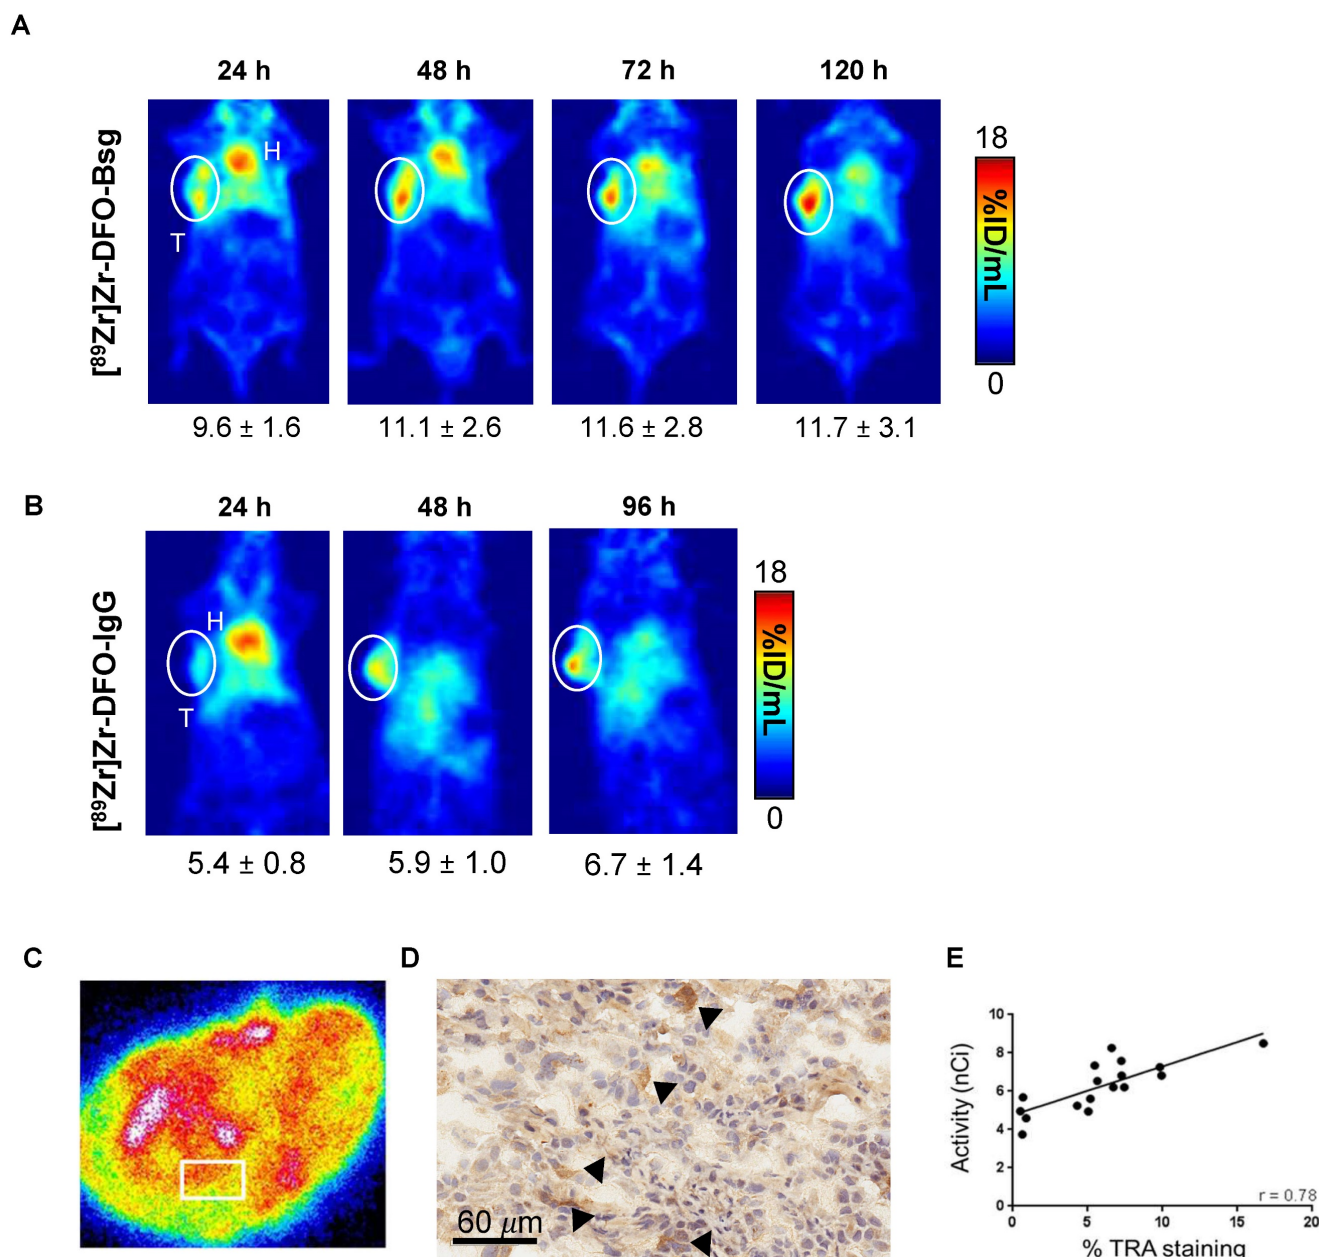 A
24 h 48 h 72 h 120 h
[⁸⁹Zr]Zr-DFO-Bsg
H
T
18
%ID/mL
0
9.6 ± 1.6 11.1 ± 2.6 11.6 ± 2.8 11.7 ± 3.1
B
24 h 48 h 96 h
[⁸⁹Zr]Zr-DFO-IgG
H
T
18
%ID/mL
0
5.4 ± 0.8 5.9 ± 1.0 6.7 ± 1.4
C
D
60 µm
E
Activity (nCi)
10
8
6
4
2
0
r = 0.78
0 5 10 15 20
% TRA staining